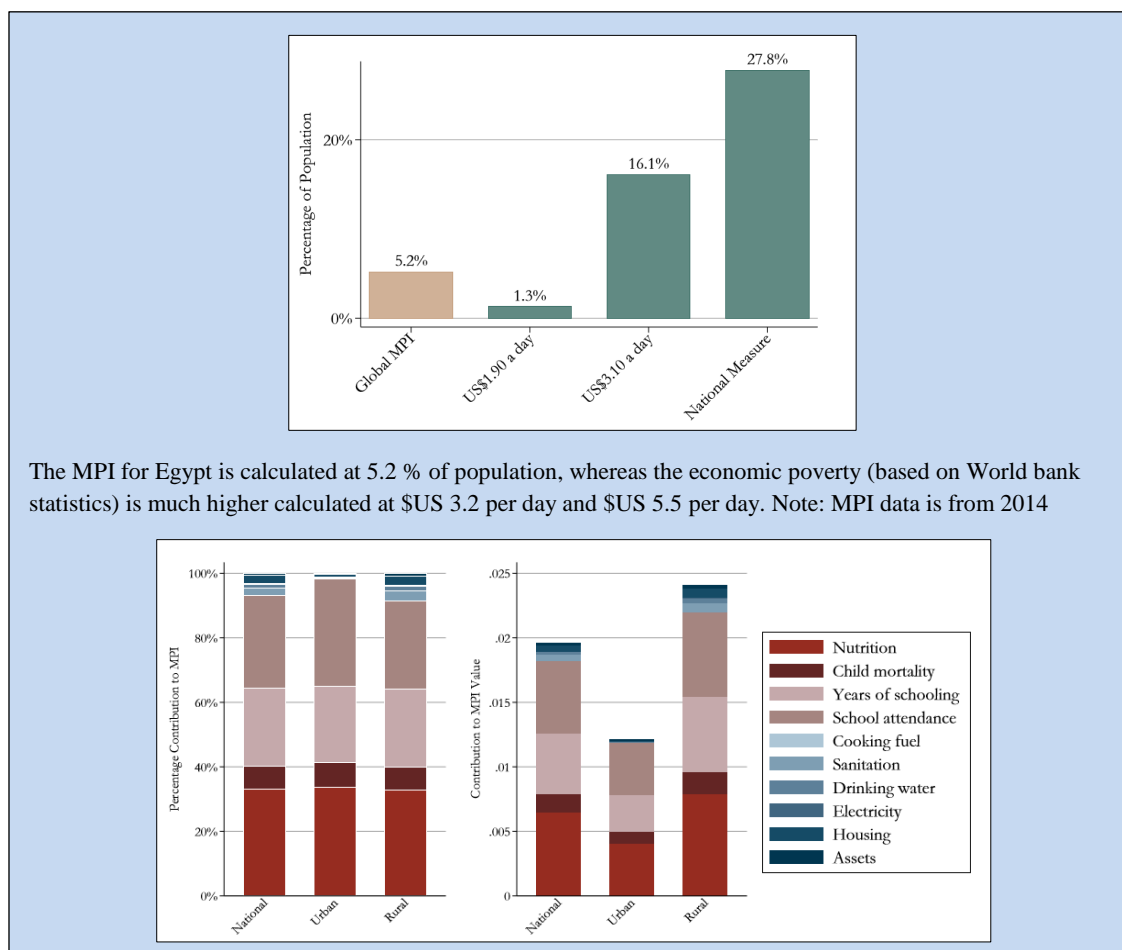 27.8%
Percentage of Population
20%
16.1%
5.2%
1.3%
0%
Global MPI
US$1.90 a day
US$3.10 a day
National Measure
The MPI for Egypt is calculated at 5.2 % of population, whereas the economic poverty (based on World bank
statistics) is much higher calculated at $US 3.2 per day and $US 5.5 per day. Note: MPI data is from 2014
Percentage Contribution to MPI
100%
80%
60%
40%
20%
0%
National
Urban
Rural
Contribution to MPI Value
.025
.02
.015
.01
.005
0
National
Urban
Rural
Nutrition
Child mortality
Years of schooling
School attendance
Cooking fuel
Sanitation
Drinking water
Electricity
Housing
Assets